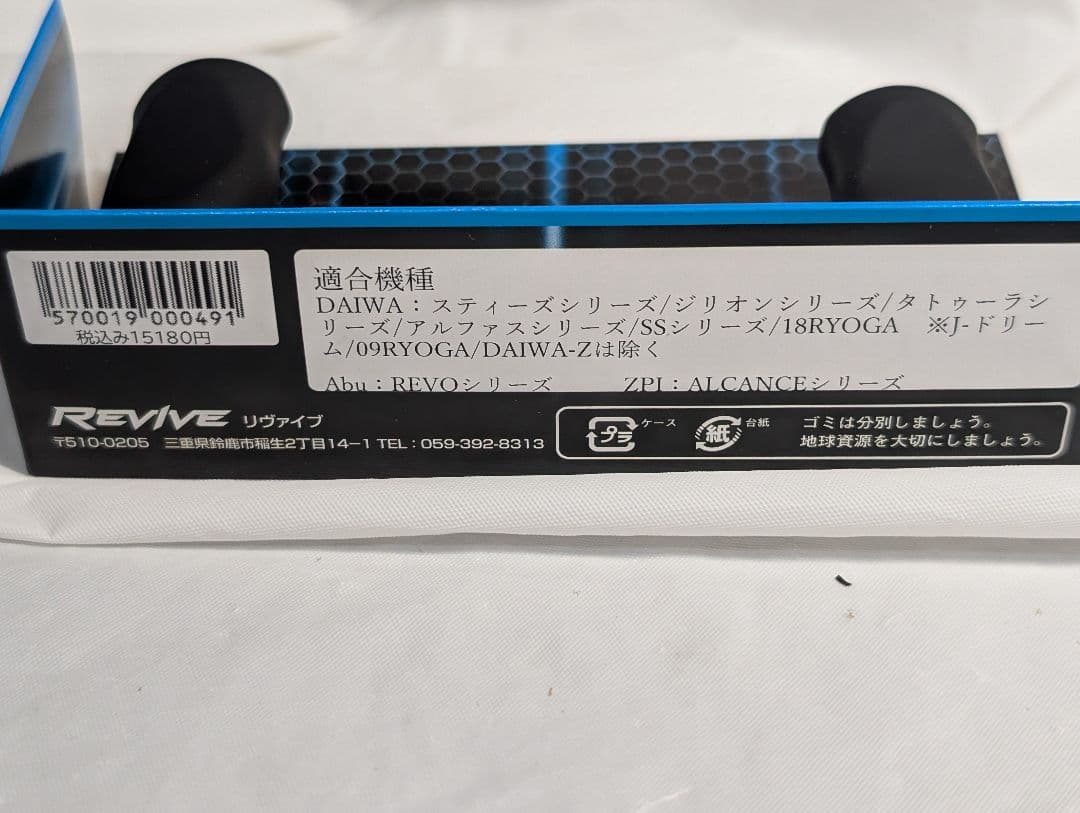 570019 000491
税込み15180円
適合機種
DAIWA：スティーズシリーズ/ジリオンシリーズ/タトゥーラシ
リーズ/アルファスシリーズ/SSシリーズ/18RYOGA　※J-ドリー
ム/09RYOGA/DAIWA-Zは除く
Abu：REVOシリーズ　ZPI：ALCANCEシリーズ
REVIVE リヴァイブ
〒510-0205 三重県鈴鹿市稲生2丁目14−1 TEL：059-392-8313
プラ ケース
紙 台紙
ゴミは分別しましょう。
地球資源を大切にしましょう。